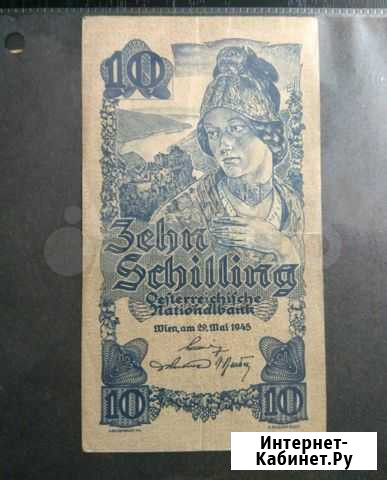 10
Zehn
Schilling
Oesterreichische
Nationalbank
Wien, am 29. Mai 1945
10 10
Интернет-
Кабинет.Ру